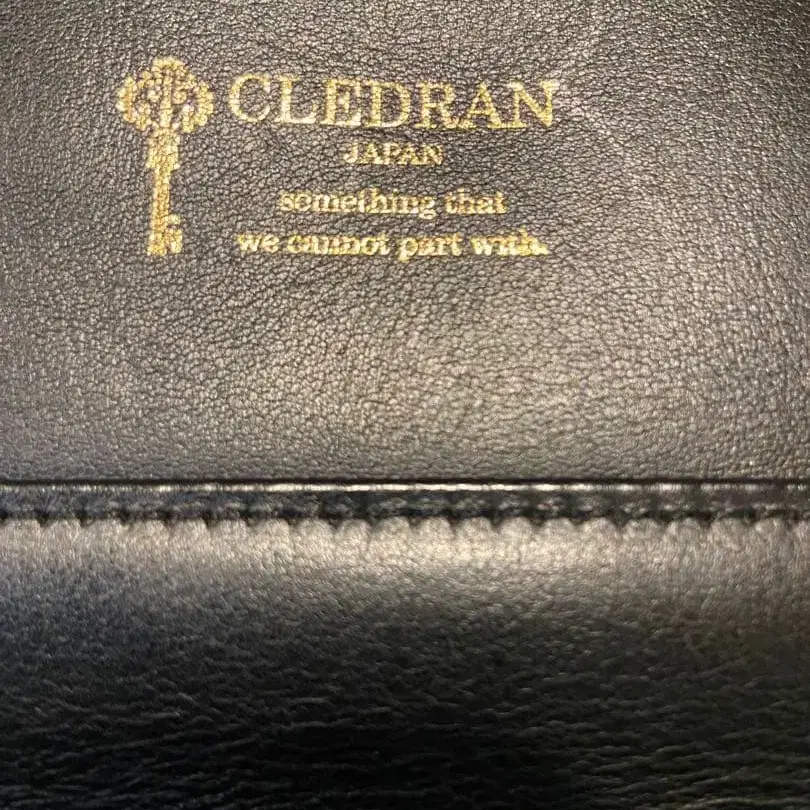 CLEDRAN
JAPAN
something that
we cannot part with.